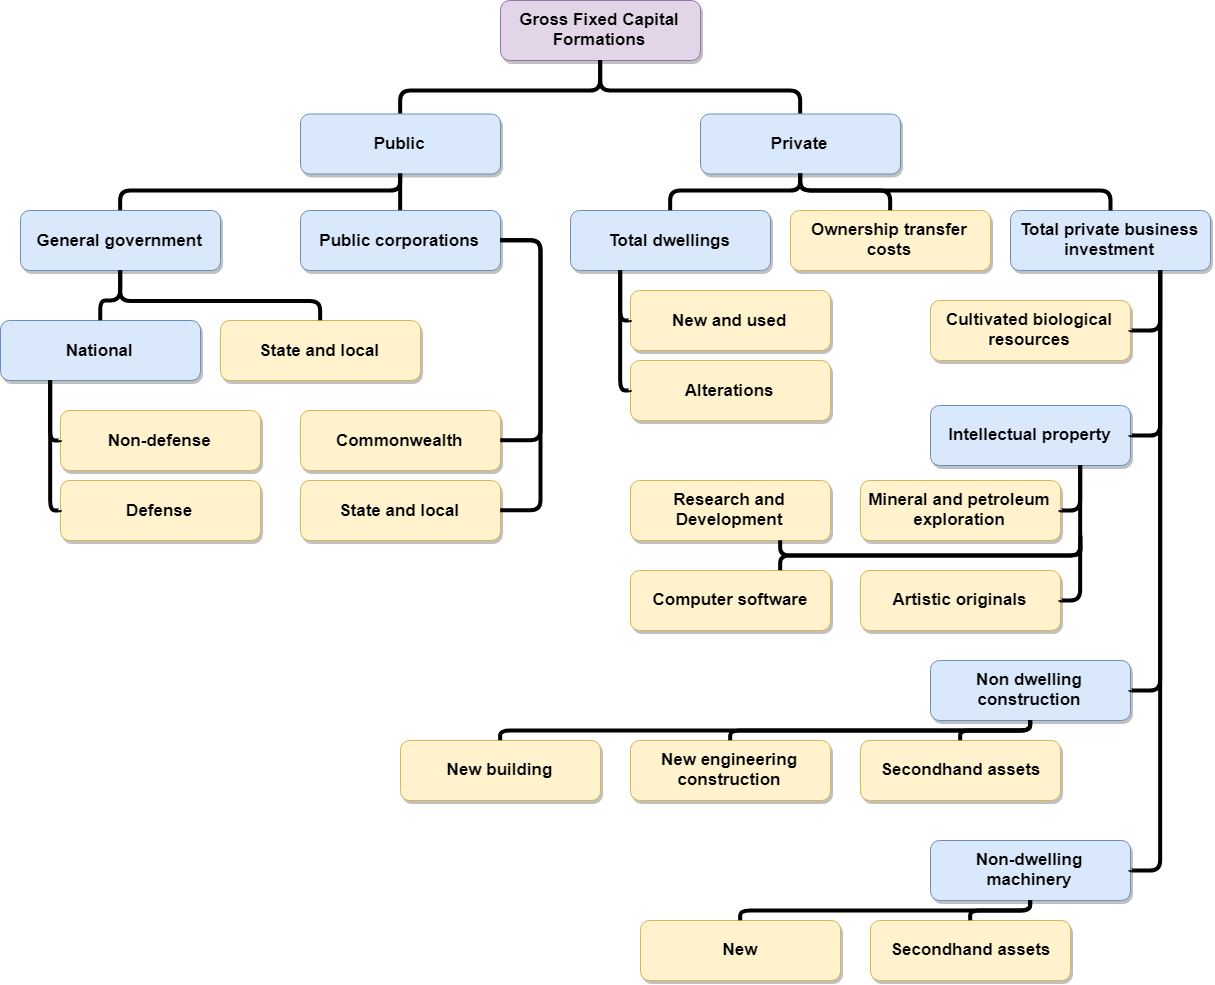 Gross Fixed Capital
Formations
Public
Private
General government
Public corporations
Total dwellings
Ownership transfer
costs
Total private business
investment
National
State and local
New and used
Cultivated biological
resources
Alterations
Non-defense
Commonwealth
Intellectual property
Defense
State and local
Research and
Development
Mineral and petroleum
exploration
Computer software
Artistic originals
Non dwelling
construction
New building
New engineering
construction
Secondhand assets
Non-dwelling
machinery
New
Secondhand assets